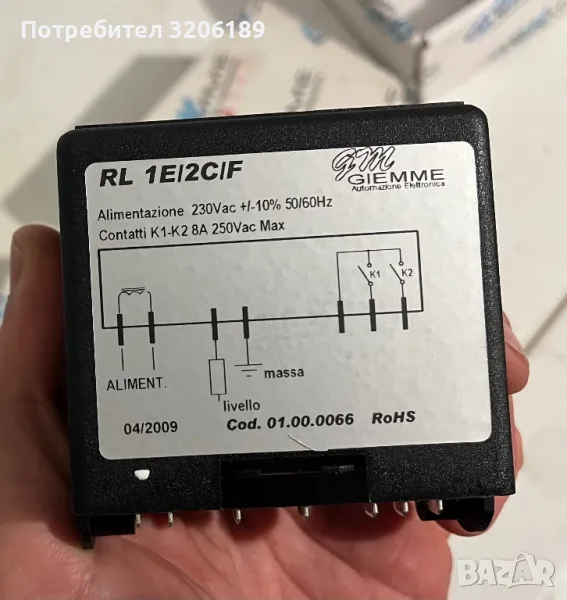 Потребител 3206189
RL 1E/2C/F
GM
GIEMME
Automazione Elettronica
Alimentazione 230Vac +/-10% 50/60Hz
Contatti K1-K2 8A 250Vac Max
K1 K2
ALIMENT.
massa
livello
04/2009 Cod. 01.00.0066 RoHS
BAZAR